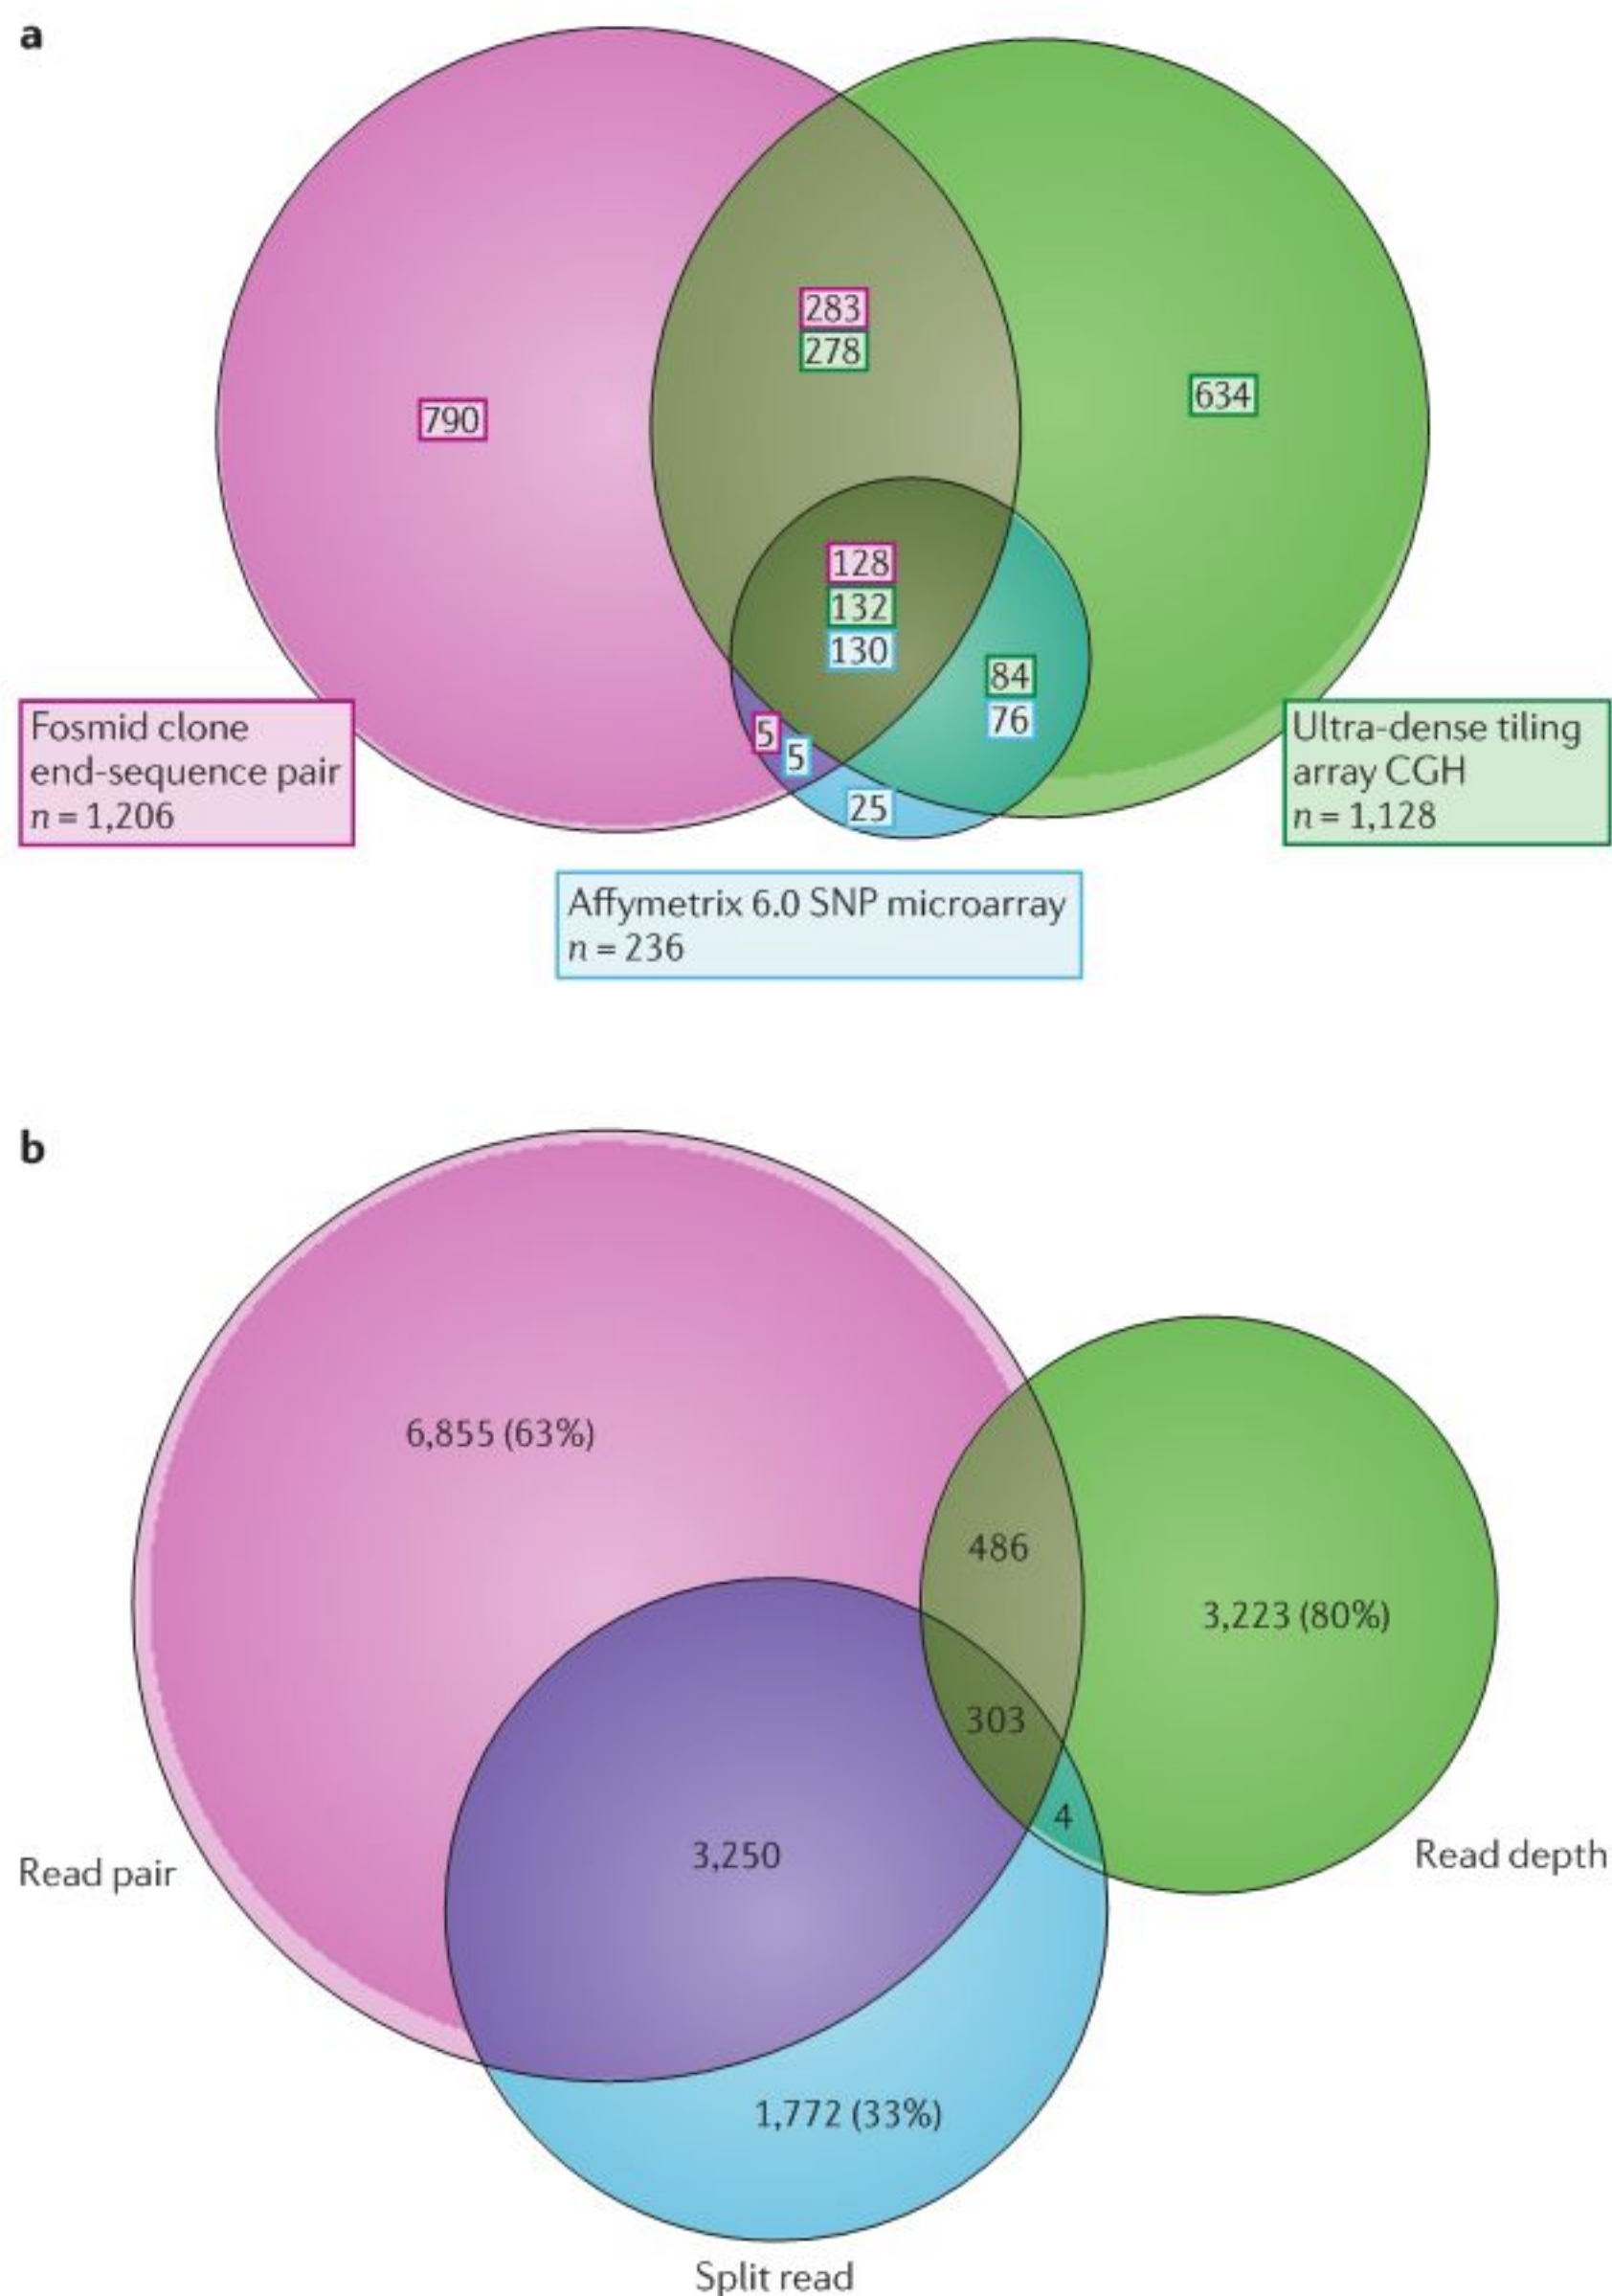 a
283
278
790
634
128
132
130
84
76
5
5
25
Fosmid clone
end-sequence pair
n = 1,206
Ultra-dense tiling
array CGH
n = 1,128
Affymetrix 6.0 SNP microarray
n = 236
b
6,855 (63%)
486
3,223 (80%)
303
4
3,250
Read pair
Read depth
1,772 (33%)
Split read